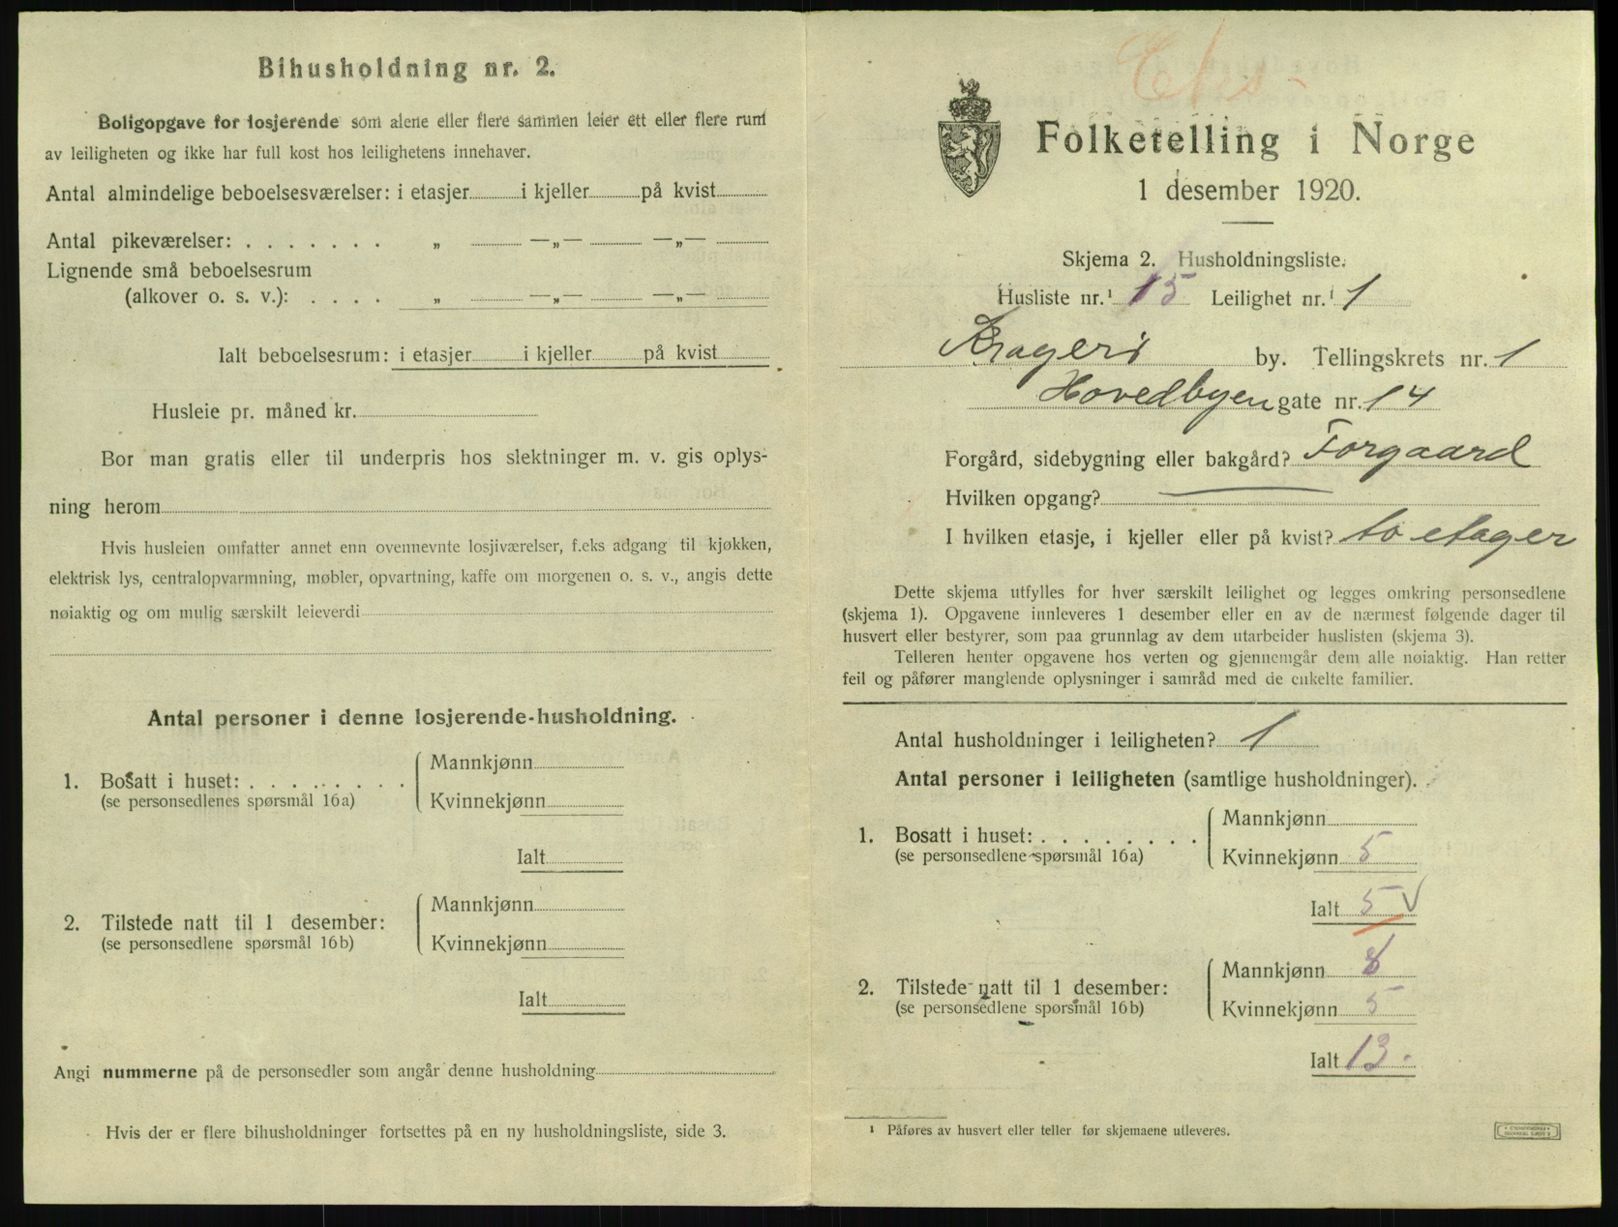 Bihusholdning nr. 2.
Boligopgave for losjerende som alene eller flere sammen leier ett eller flere rum
av leiligheten og ikke har full kost hos leilighetens innehaver.
Antal almindelige beboelsesværelser: i etasjer i kjeller på kvist
Antal pikeværelser: . . . . . . . „ —„— —„—
Lignende små beboelsesrum
(alkover o. s. v.): . . . . „ —„— —„—
Ialt beboelsesrum: i etasjer i kjeller på kvist
Husleie pr. måned kr.
Bor man gratis eller til underpris hos slektninger m. v. gis oplys-
ning herom
Hvis husleien omfatter annet enn ovennevnte losjiværelser, f.eks adgang til kjøkken,
elektrisk lys, centralopvarmning, møbler, opvartning, kaffe om morgenen o. s. v., angis dette
nøiaktig og om mulig særskilt leieverdi
Antal personer i denne losjerende-husholdning.
1. Bosatt i huset: . . . . . . . .
(se personsedlenes spørsmål 16a)
Mannkjønn
Kvinnekjønn
Ialt
2. Tilstede natt til 1 desember:
(se personsedlene spørsmål 16b)
Mannkjønn
Kvinnekjønn
Ialt
Angi nummerne på de personsedler som angår denne husholdning
Hvis der er flere bihusholdninger fortsettes på en ny husholdningsliste, side 3.
Folketelling i Norge
1 desember 1920.
Skjema 2. Husholdningsliste.
Husliste nr.¹ 15 Leilighet nr.¹ 1
Kragerø by. Tellingskrets nr. 1
Hovedbyen gate nr. 14
Forgård, sidebygning eller bakgård? Forgaard
Hvilken opgang? —
I hvilken etasje, i kjeller eller på kvist? to etager
Dette skjema utfylles for hver særskilt leilighet og legges omkring personsedlene
(skjema 1). Opgavene innleveres 1 desember eller en av de nærmest følgende dager til
husvert eller bestyrer, som paa grunnlag av dem utarbeider huslisten (skjema 3).
Telleren henter opgavene hos verten og gjennemgår dem alle nøiaktig. Han retter
feil og påfører manglende oplysninger i samråd med de enkelte familier.
Antal husholdninger i leiligheten? 1
Antal personer i leiligheten (samtlige husholdninger).
1. Bosatt i huset: . . . . . . . .
(se personsedlene spørsmål 16a)
Mannkjønn
Kvinnekjønn 5
Ialt 5 V
2. Tilstede natt til 1 desember:
(se personsedlene spørsmål 16b)
Mannkjønn 8
Kvinnekjønn 5
Ialt 13.
¹ Påføres av husvert eller teller før skjemaene utleveres.